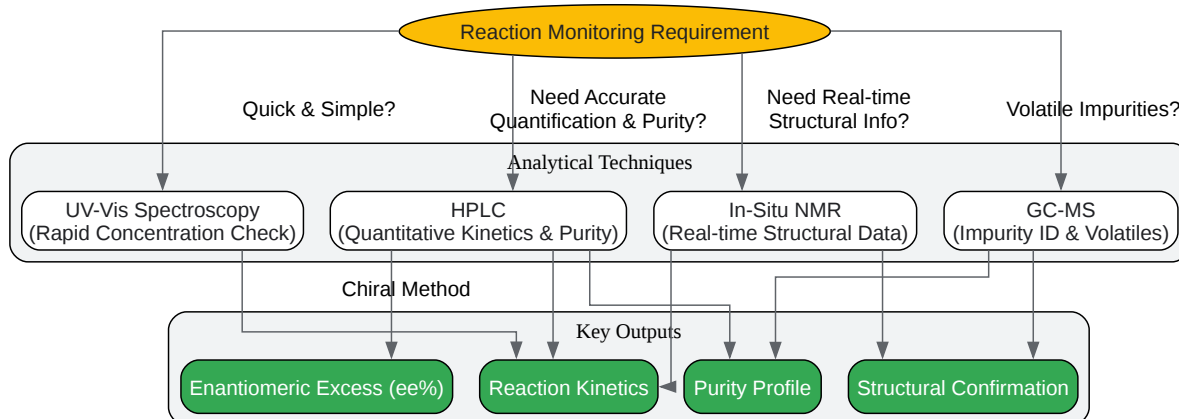 Reaction Monitoring Requirement
Quick & Simple?
Need Accurate
Quantification & Purity?
Need Real-time
Structural Info?
Volatile Impurities?
Analytical Techniques
UV-Vis Spectroscopy
(Rapid Concentration Check)
HPLC
(Quantitative Kinetics & Purity)
In-Situ NMR
(Real-time Structural Data)
GC-MS
(Impurity ID & Volatiles)
Chiral Method
Key Outputs
Enantiomeric Excess (ee%)
Reaction Kinetics
Purity Profile
Structural Confirmation